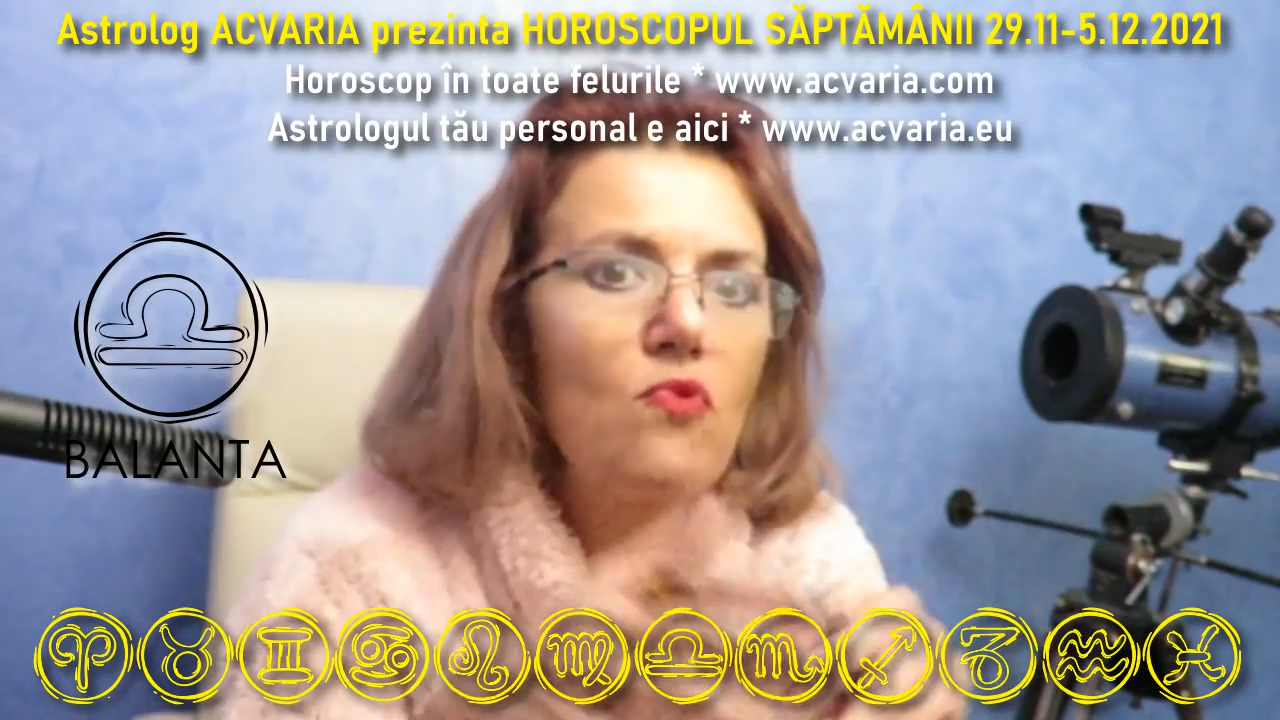 Astrolog ACVARIA prezinta HOROSCOPUL SĂPTĂMÂNII 29.11-5.12.2021
Horoscop în toate felurile * www.acvaria.com
Astrologul tău personal e aici * www.acvaria.eu
BALANTA